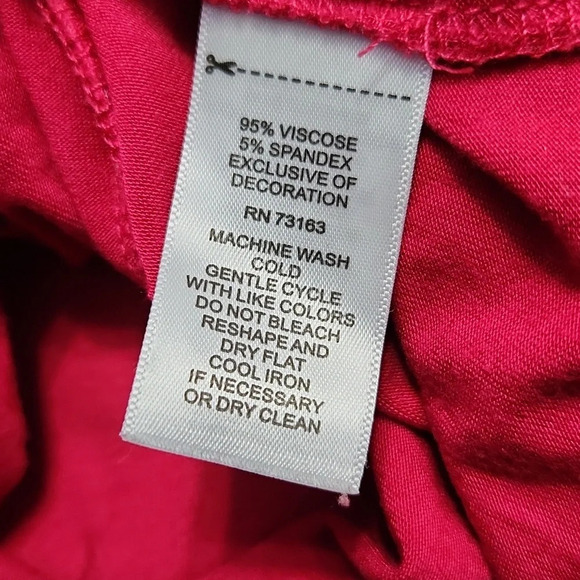 95% VISCOSE
5% SPANDEX
EXCLUSIVE OF
DECORATION
RN 73163
MACHINE WASH
COLD
GENTLE CYCLE
WITH LIKE COLORS
DO NOT BLEACH
RESHAPE AND
DRY FLAT
COOL IRON
IF NECESSARY
OR DRY CLEAN